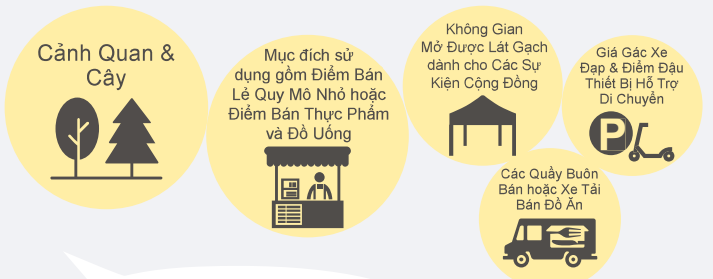 Cảnh Quan &
Cây
Mục đích sử
dụng gồm Điểm Bán
Lẻ Quy Mô Nhỏ hoặc
Điểm Bán Thực Phẩm
và Đồ Uống
Không Gian
Mở Được Lát Gạch
dành cho Các Sự
Kiện Cộng Đồng
Giá Gác Xe
Đạp & Điểm Đậu
Thiết Bị Hỗ Trợ
Di Chuyển
P
Các Quầy Buôn
Bán hoặc Xe Tải
Bán Đồ Ăn